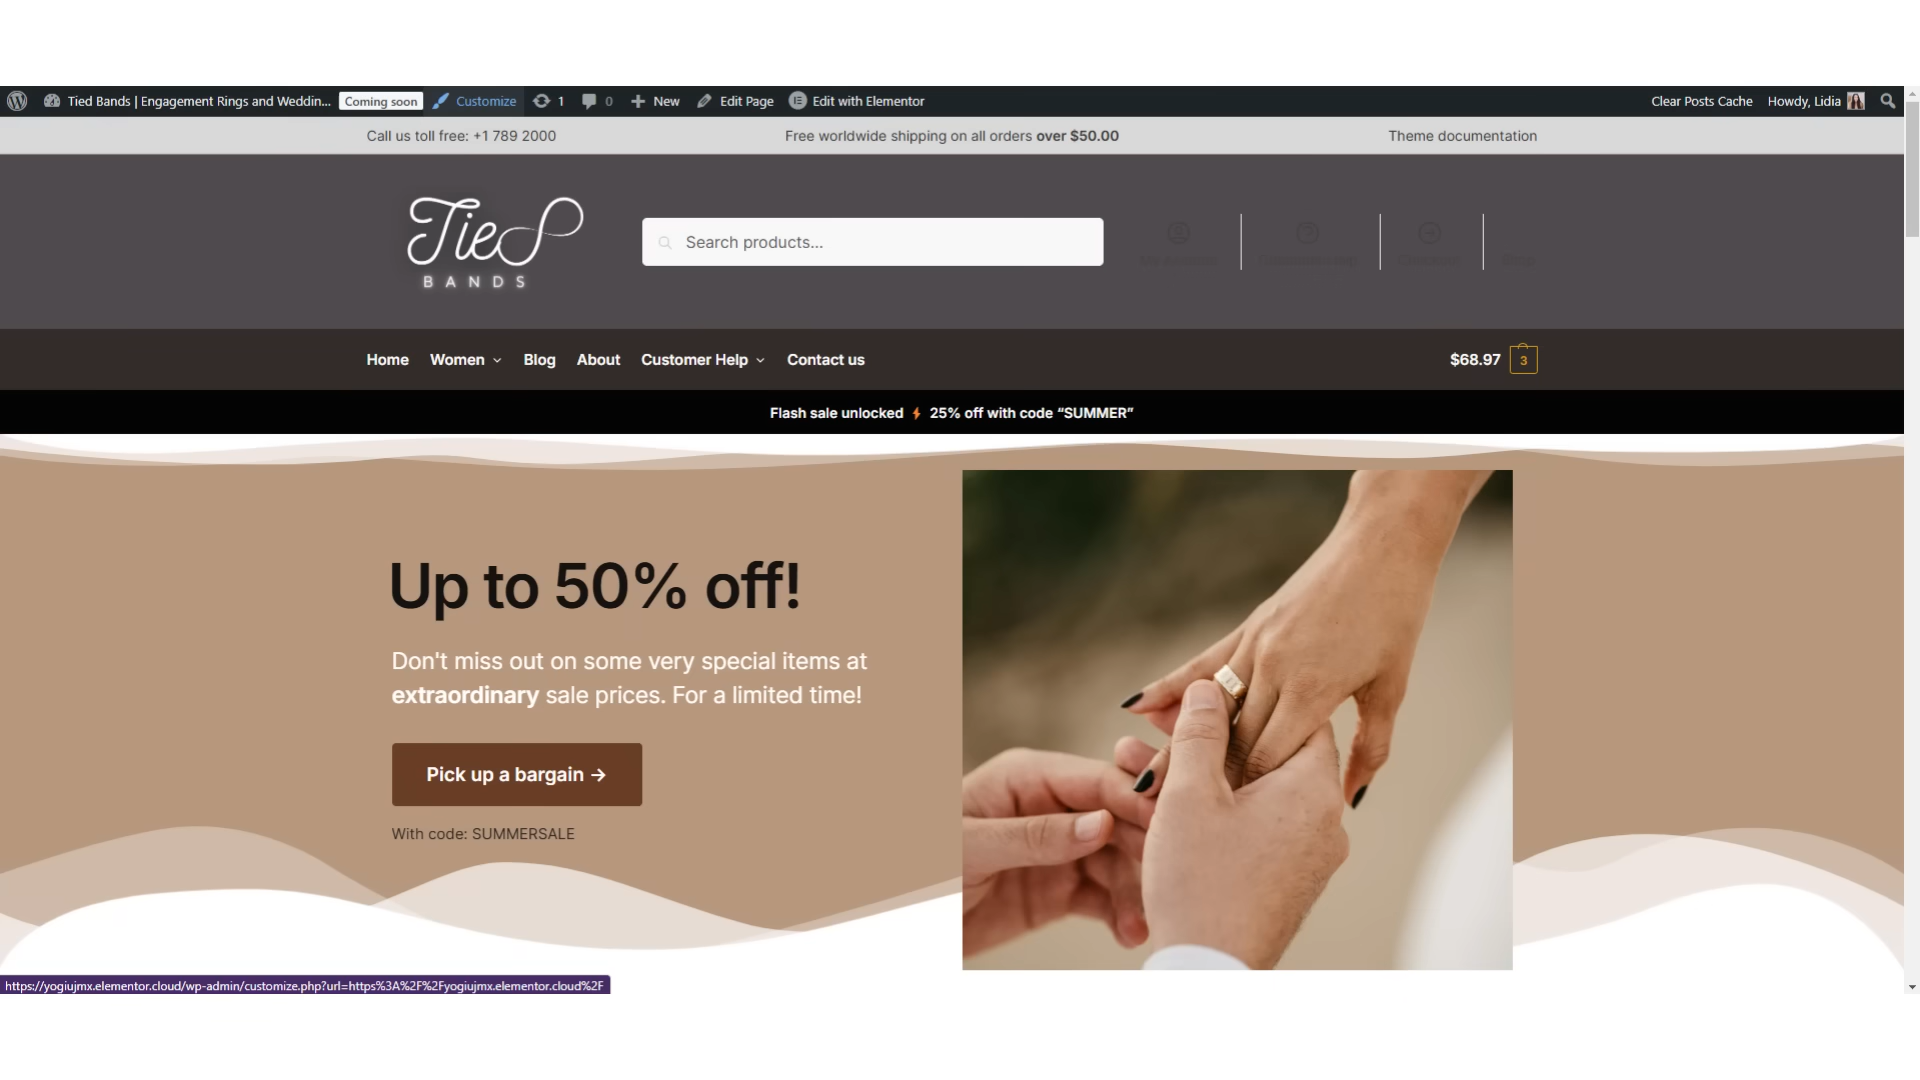 Tied Bands | Engagement Rings and Weddin... Coming soon Customize 1 0 New Edit Page Edit with Elementor Clear Posts Cache Howdy, Lidia
Call us toll free: +1 789 2000 Free worldwide shipping on all orders over $50.00 Theme documentation
Tied
BANDS
Search products...
Home Women Blog About Customer Help Contact us $68.97 3
Flash sale unlocked 25% off with code “SUMMER”
Up to 50% off!
Don't miss out on some very special items at
extraordinary sale prices. For a limited time!
Pick up a bargain →
With code: SUMMERSALE
https://yogiujmx.elementor.cloud/wp-admin/customize.php?url=https%3A%2F%2Fyogiujmx.elementor.cloud%2F